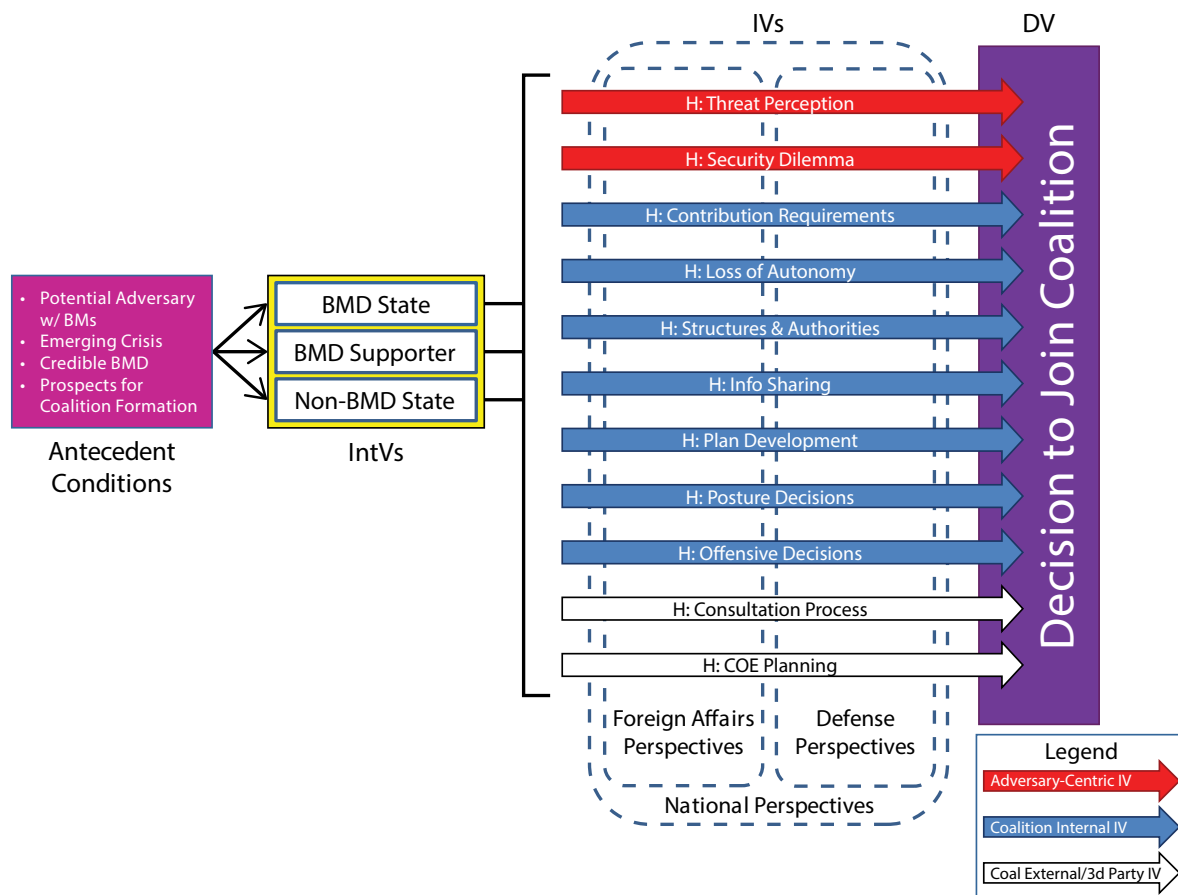 IVs
DV
H: Threat Perception
H: Security Dilemma
H: Contribution Requirements
H: Loss of Autonomy
H: Structures & Authorities
H: Info Sharing
H: Plan Development
H: Posture Decisions
H: Offensive Decisions
H: Consultation Process
H: COE Planning
Decision to Join Coalition
• Potential Adversary
w/ BMs
• Emerging Crisis
• Credible BMD
• Prospects for
Coalition Formation
Antecedent
Conditions
BMD State
BMD Supporter
Non-BMD State
IntVs
Foreign Affairs
Perspectives
Defense
Perspectives
National Perspectives
Legend
Adversary-Centric IV
Coalition Internal IV
Coal External/3d Party IV